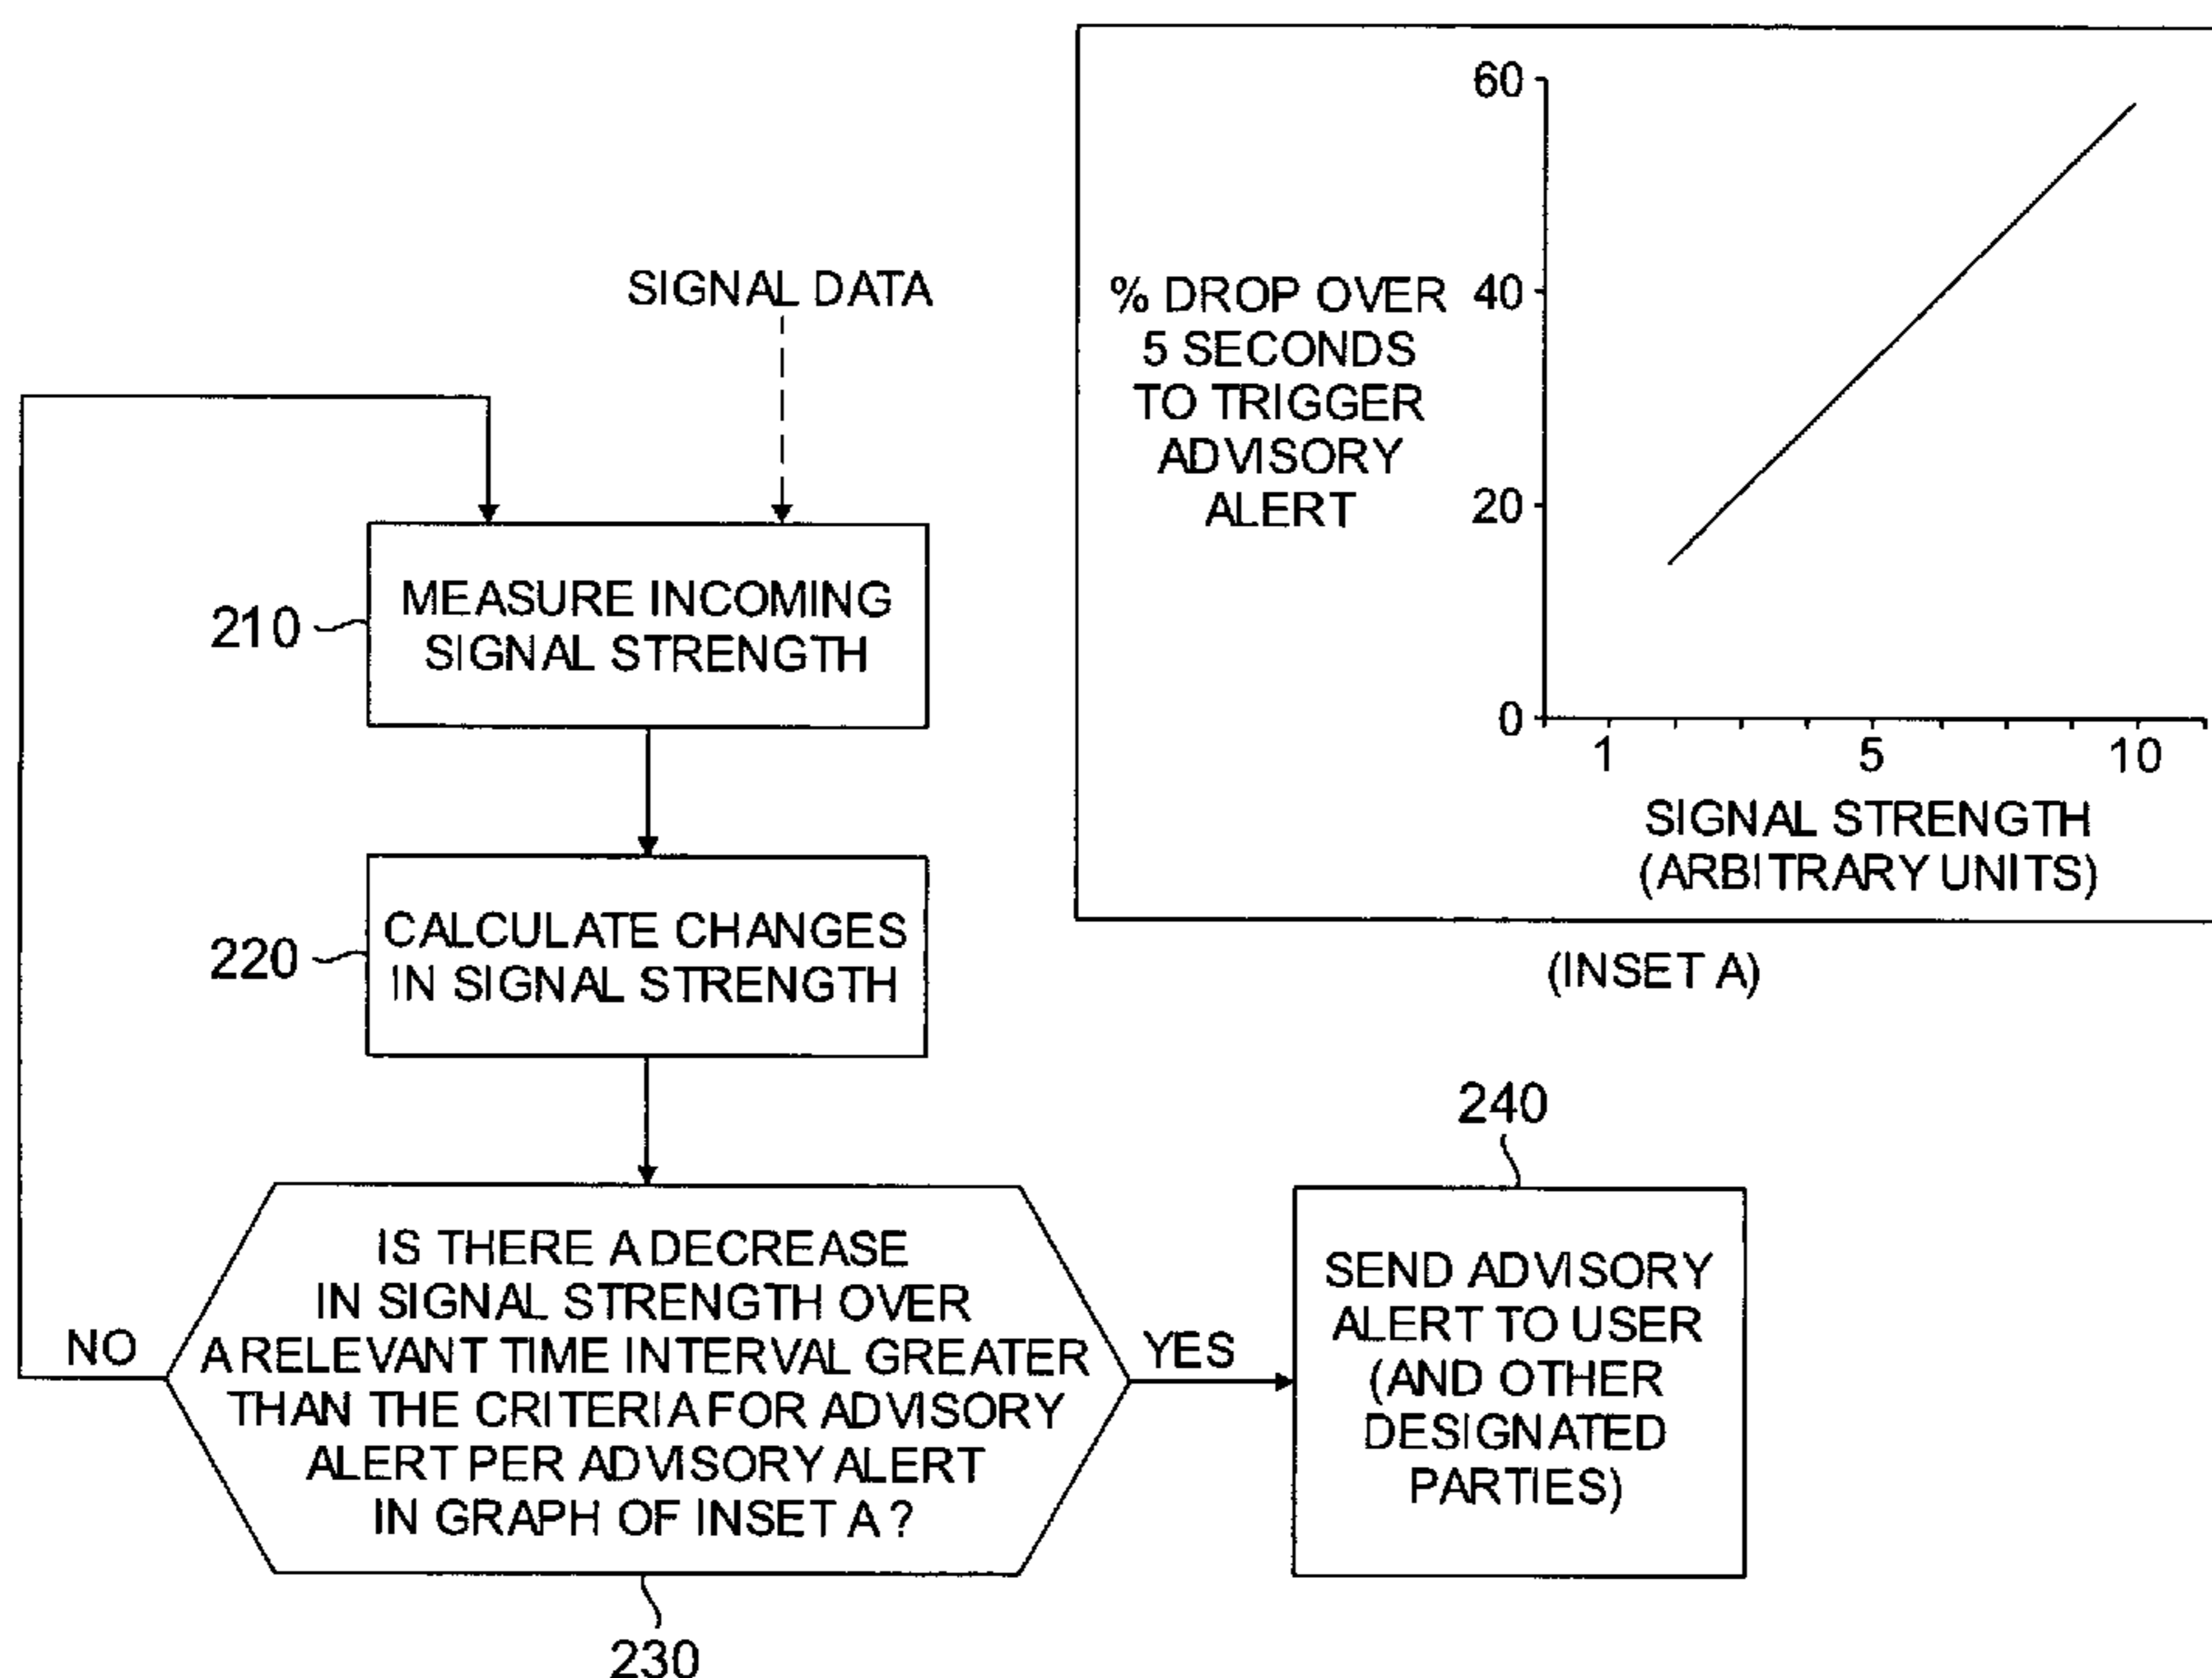 SIGNAL DATA
210
MEASURE INCOMING
SIGNAL STRENGTH
220
CALCULATE CHANGES
IN SIGNAL STRENGTH
IS THERE A DECREASE
IN SIGNAL STRENGTH OVER
A RELEVANT TIME INTERVAL GREATER
THAN THE CRITERIA FOR ADVISORY
ALERT PER ADVISORY ALERT
IN GRAPH OF INSET A?
230
NO
YES
240
SEND ADVISORY
ALERT TO USER
(AND OTHER
DESIGNATED
PARTIES)
% DROP OVER
5 SECONDS
TO TRIGGER
ADVISORY
ALERT
60
40
20
0
1
5
10
SIGNAL STRENGTH
(ARBITRARY UNITS)
(INSET A)